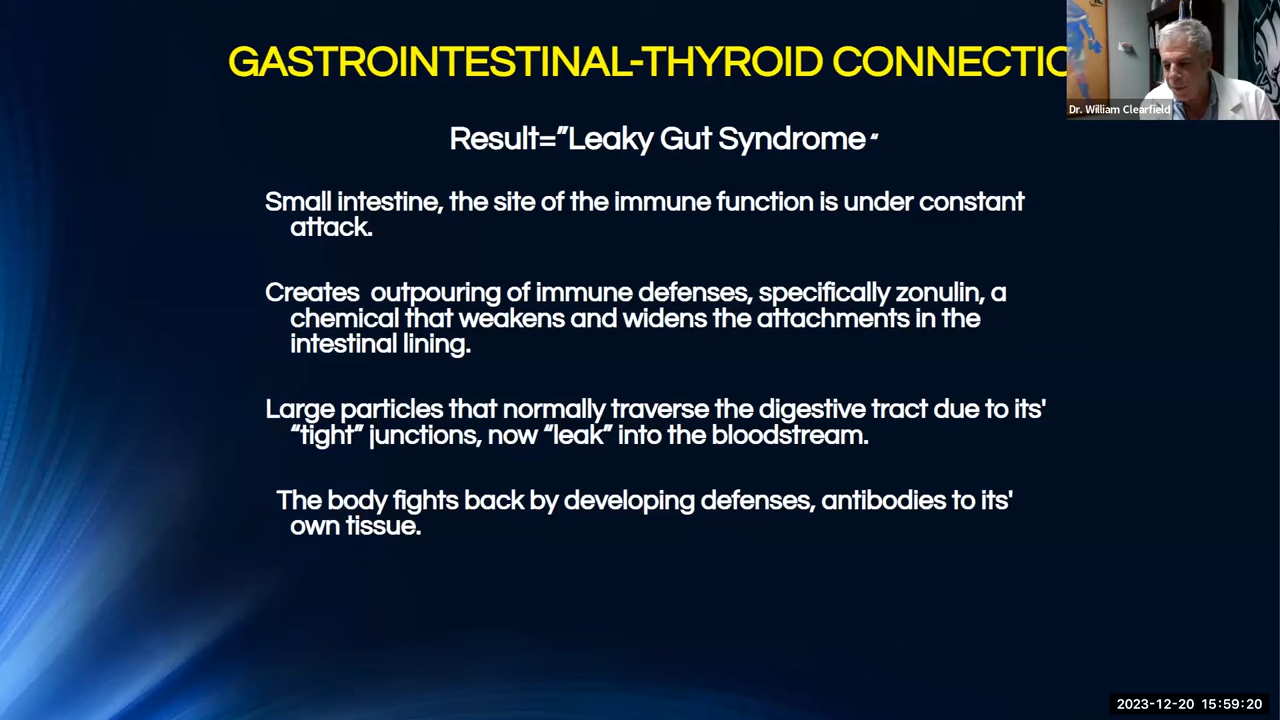 GASTROINTESTINAL-THYROID CONNECTIO
Dr. William Clearfield
Result=”Leaky Gut Syndrome “
Small intestine, the site of the immune function is under constant
attack.
Creates  outpouring of immune defenses, specifically zonulin, a
chemical that weakens and widens the attachments in the
intestinal lining.
Large particles that normally traverse the digestive tract due to its'
“tight” junctions, now “leak” into the bloodstream.
The body fights back by developing defenses, antibodies to its'
own tissue.
2023-12-20 15:59:20